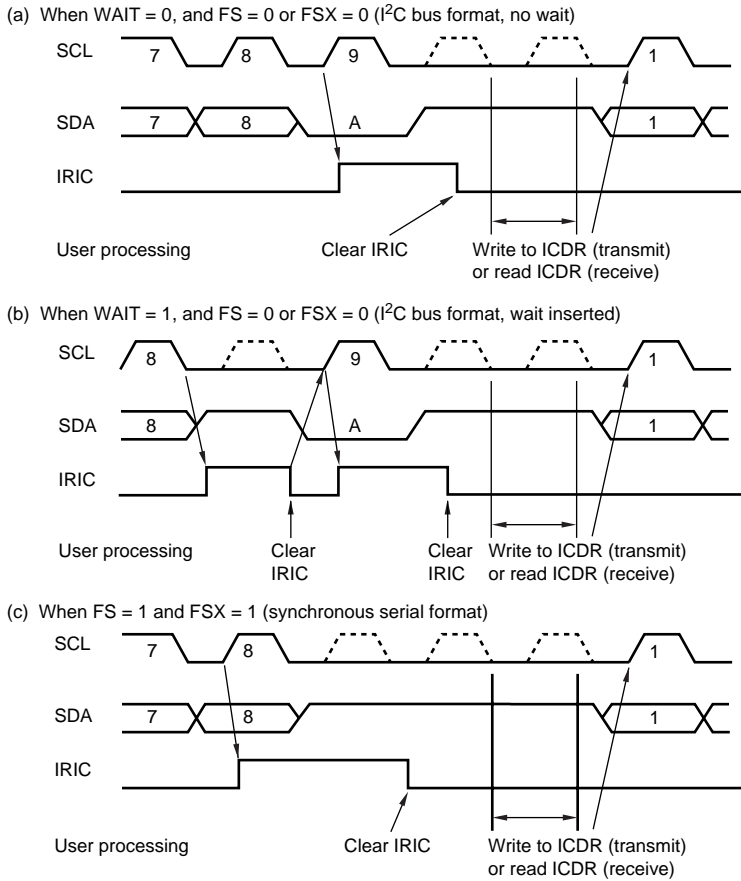 (a) When WAIT = 0, and FS = 0 or FSX = 0 (I²C bus format, no wait)
SCL 7 8 9 1
SDA 7 8 A 1
IRIC
User processing Clear IRIC Write to ICDR (transmit)
or read ICDR (receive)
(b) When WAIT = 1, and FS = 0 or FSX = 0 (I²C bus format, wait inserted)
SCL 8 9 1
SDA 8 A 1
IRIC
User processing Clear Clear Write to ICDR (transmit)
IRIC IRIC or read ICDR (receive)
(c) When FS = 1 and FSX = 1 (synchronous serial format)
SCL 7 8 1
SDA 7 8 1
IRIC
User processing Clear IRIC Write to ICDR (transmit)
or read ICDR (receive)